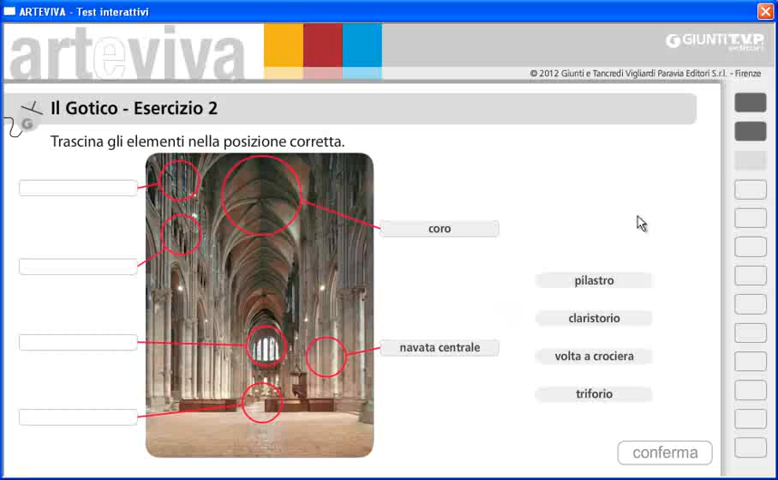 ARTEVIVA - Test interattivi
arteviva
GIUNTI T.V.P.
editori
© 2012 Giunti e Tancredi Vigliardi Paravia Editori S.r.l. - Firenze
G
Il Gotico - Esercizio 2
Trascina gli elementi nella posizione corretta.
coro
navata centrale
pilastro
claristorio
volta a crociera
triforio
conferma